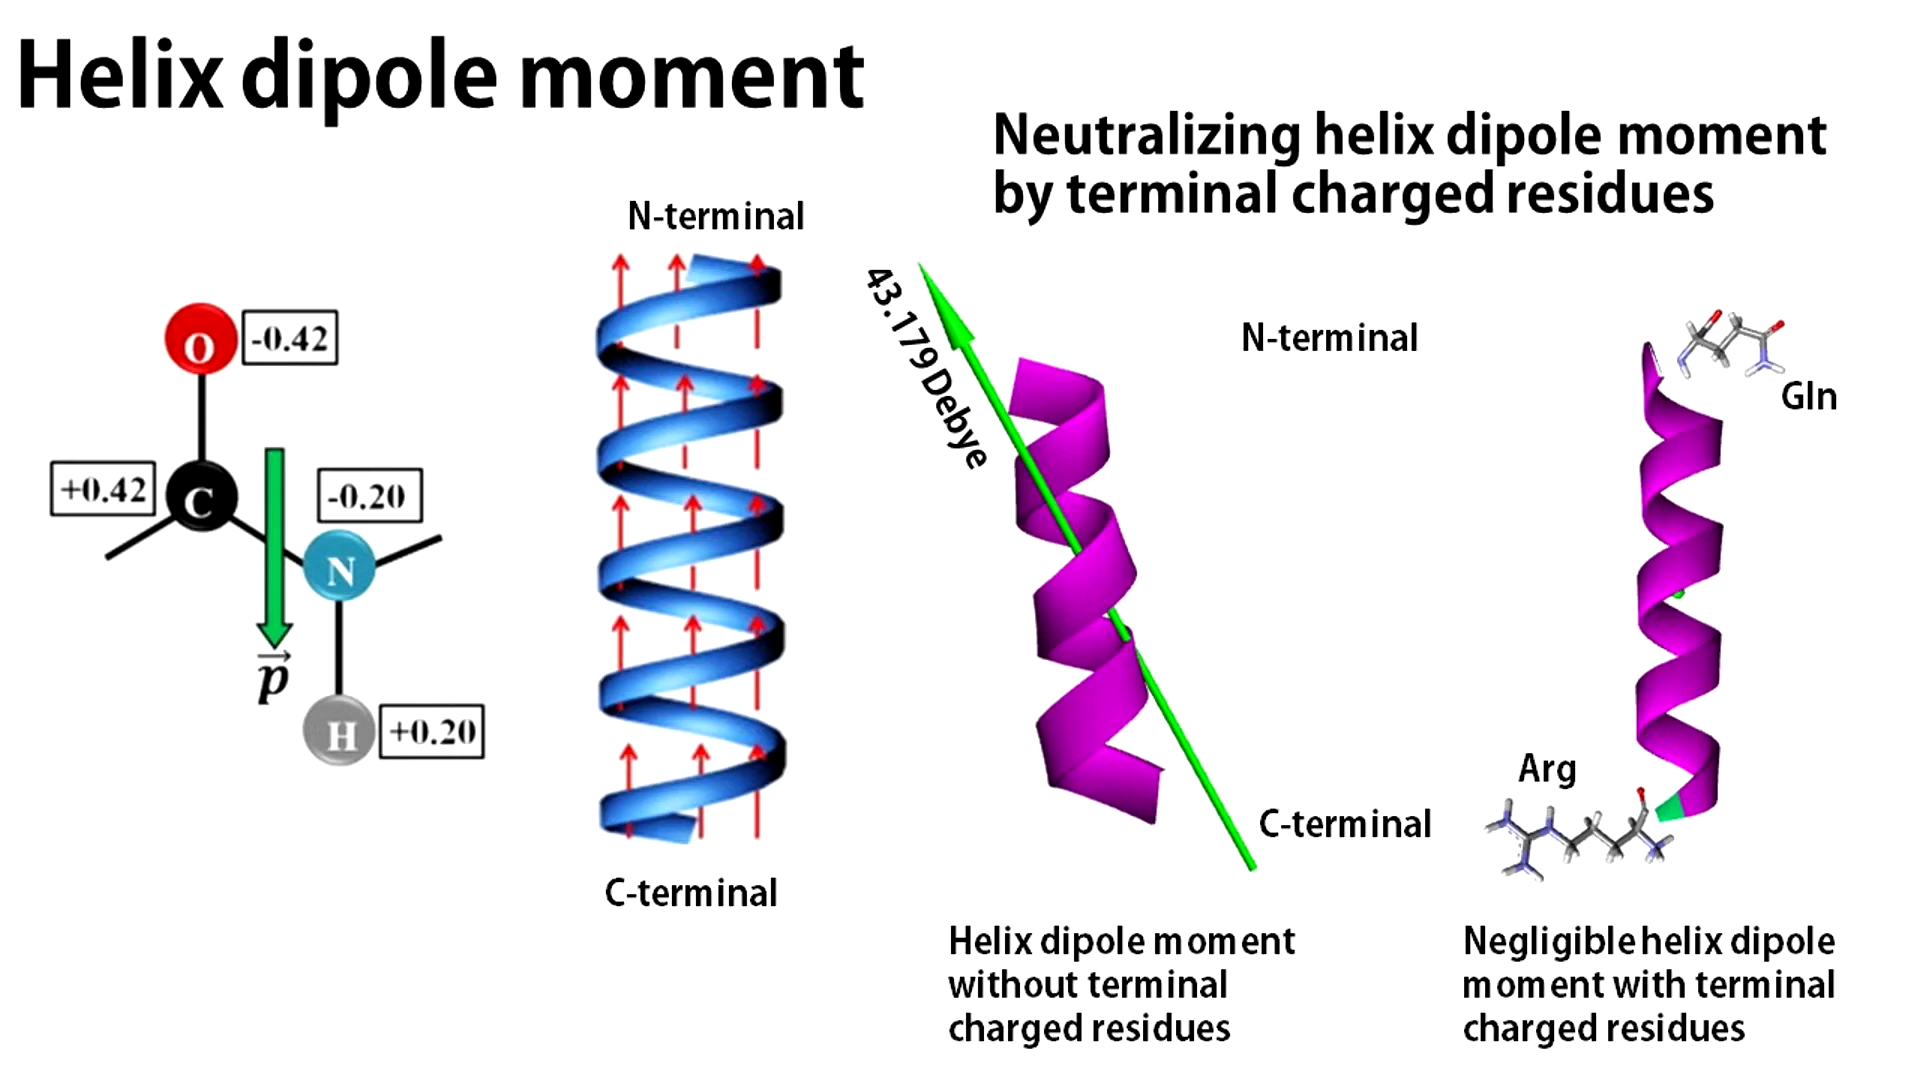 Helix dipole moment
Neutralizing helix dipole moment
by terminal charged residues
N-terminal
O
-0.42
+0.42
C
-0.20
N
p
H
+0.20
C-terminal
43.179 Debye
N-terminal
C-terminal
Gln
Arg
Helix dipole moment
without terminal
charged residues
Negligible helix dipole
moment with terminal
charged residues